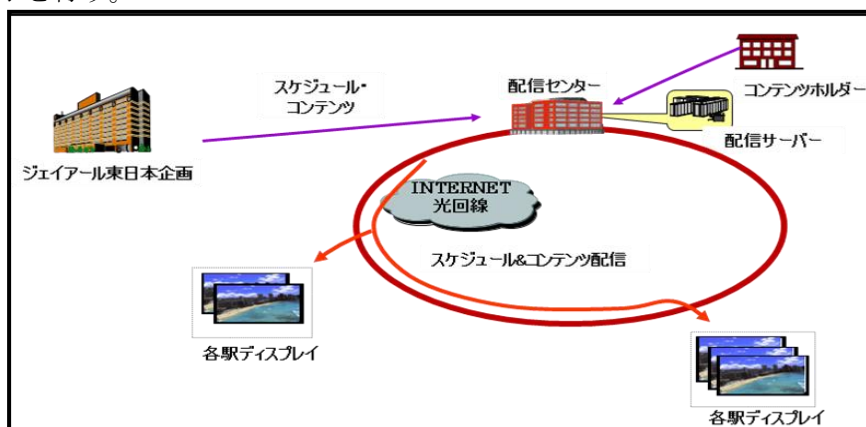 を行う。
スケジュール・
コンテンツ
配信センター
コンテンツホルダー
配信サーバー
ジェイアール東日本企画
INTERNET
光回線
スケジュール&コンテンツ配信
各駅ディスプレイ
各駅ディスプレイ